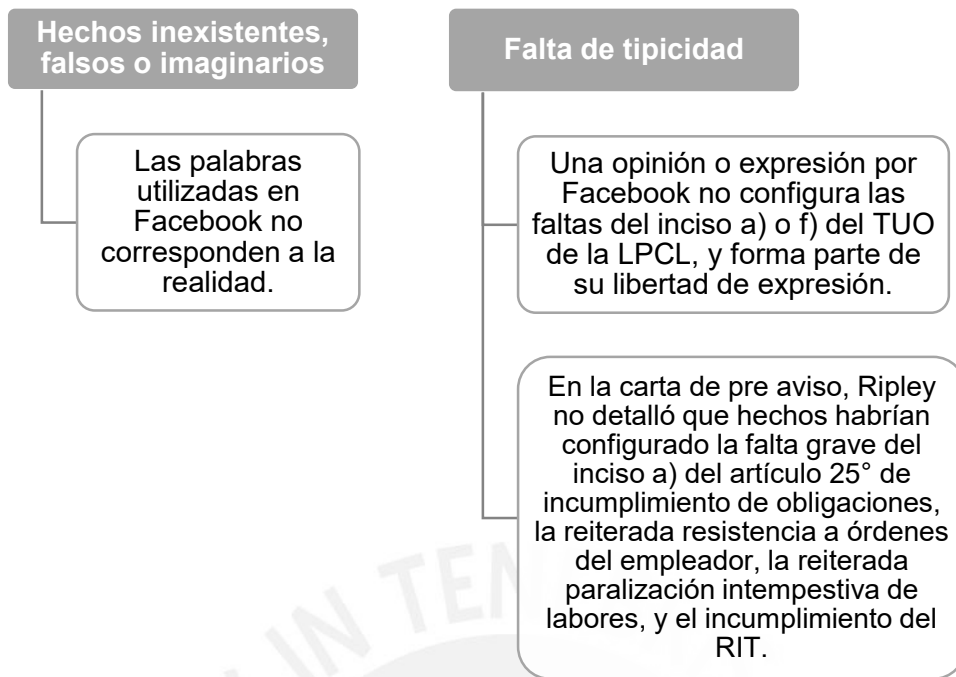 Hechos inexistentes,
falsos o imaginarios
Las palabras
utilizadas en
Facebook no
corresponden a la
realidad.
Falta de tipicidad
Una opinión o expresión por
Facebook no configura las
faltas del inciso a) o f) del TUO
de la LPCL, y forma parte de
su libertad de expresión.
En la carta de pre aviso, Ripley
no detalló que hechos habrían
configurado la falta grave del
inciso a) del artículo 25° de
incumplimiento de obligaciones,
la reiterada resistencia a órdenes
del empleador, la reiterada
paralización intempestiva de
labores, y el incumplimiento del
RIT.